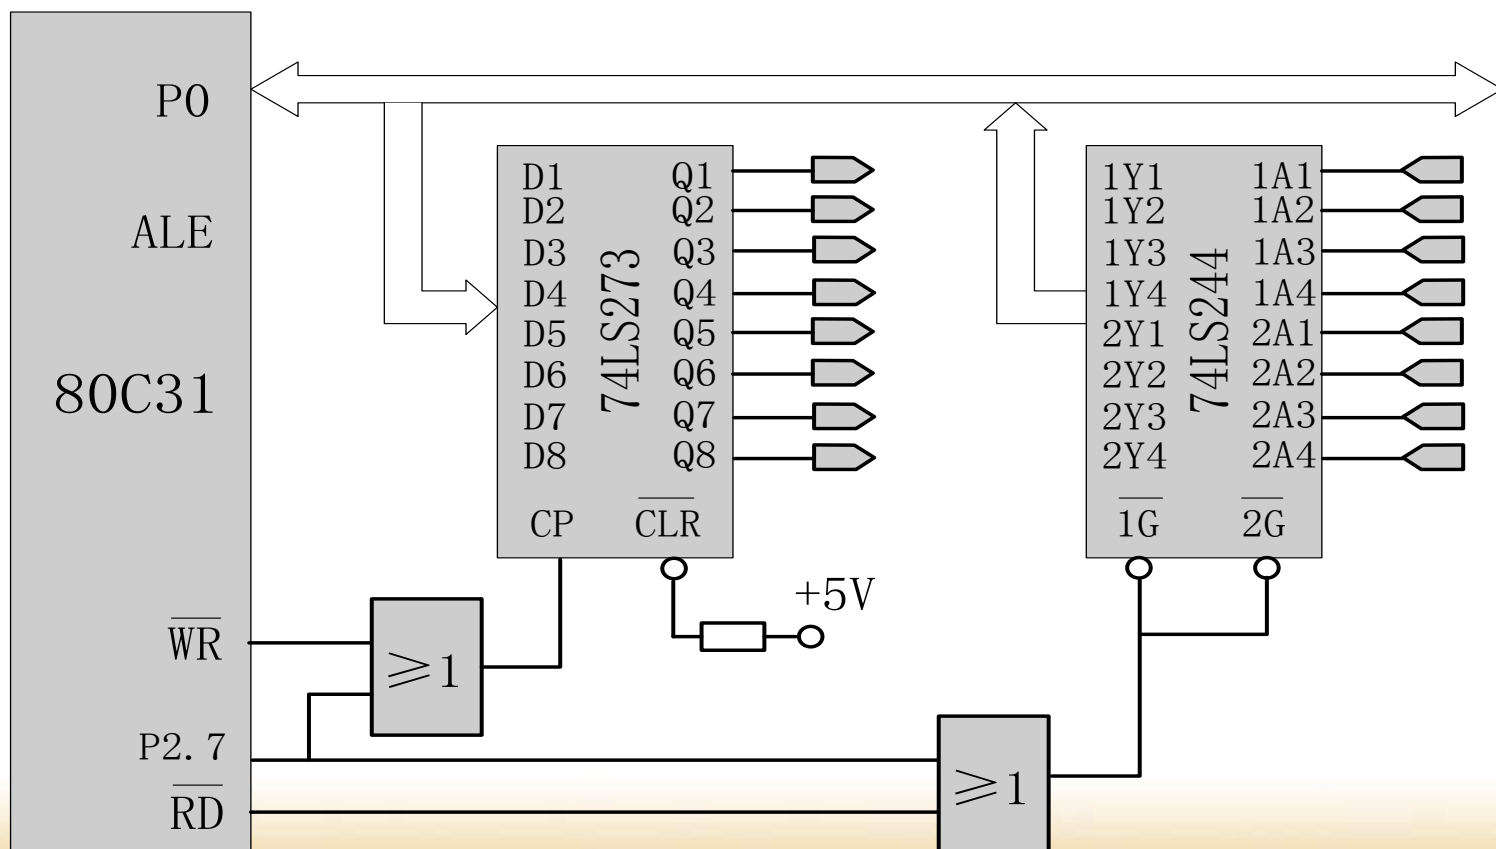 P0
ALE
80C31
WR
P2.7
RD
D1 Q1
D2 Q2
D3 Q3
D4 Q4
D5 Q5
D6 Q6
D7 Q7
D8 Q8
74LS273
CP CLR
+5V
≥1
1Y1 1A1
1Y2 1A2
1Y3 1A3
1Y4 1A4
2Y1 2A1
2Y2 2A2
2Y3 2A3
2Y4 2A4
74LS244
1G 2G
≥1